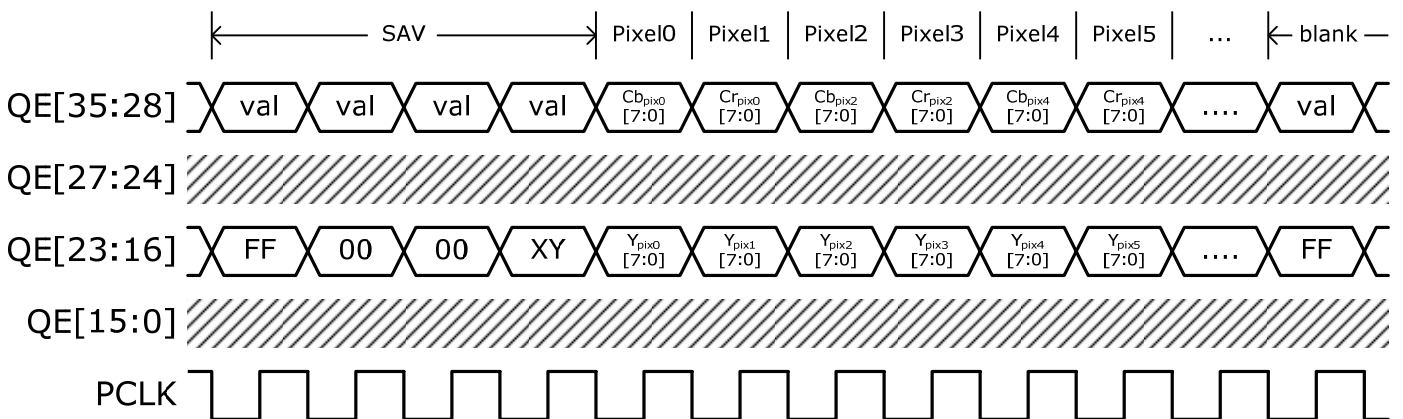 SAV Pixel0 Pixel1 Pixel2 Pixel3 Pixel4 Pixel5 ... blank
QE[35:28] val val val val Cbpix0 [7:0] Crpix0 [7:0] Cbpix2 [7:0] Crpix2 [7:0] Cbpix4 [7:0] Crpix4 [7:0] .... val
QE[27:24]
QE[23:16] FF 00 00 XY Ypix0 [7:0] Ypix1 [7:0] Ypix2 [7:0] Ypix3 [7:0] Ypix4 [7:0] Ypix5 [7:0] .... FF
QE[15:0]
PCLK